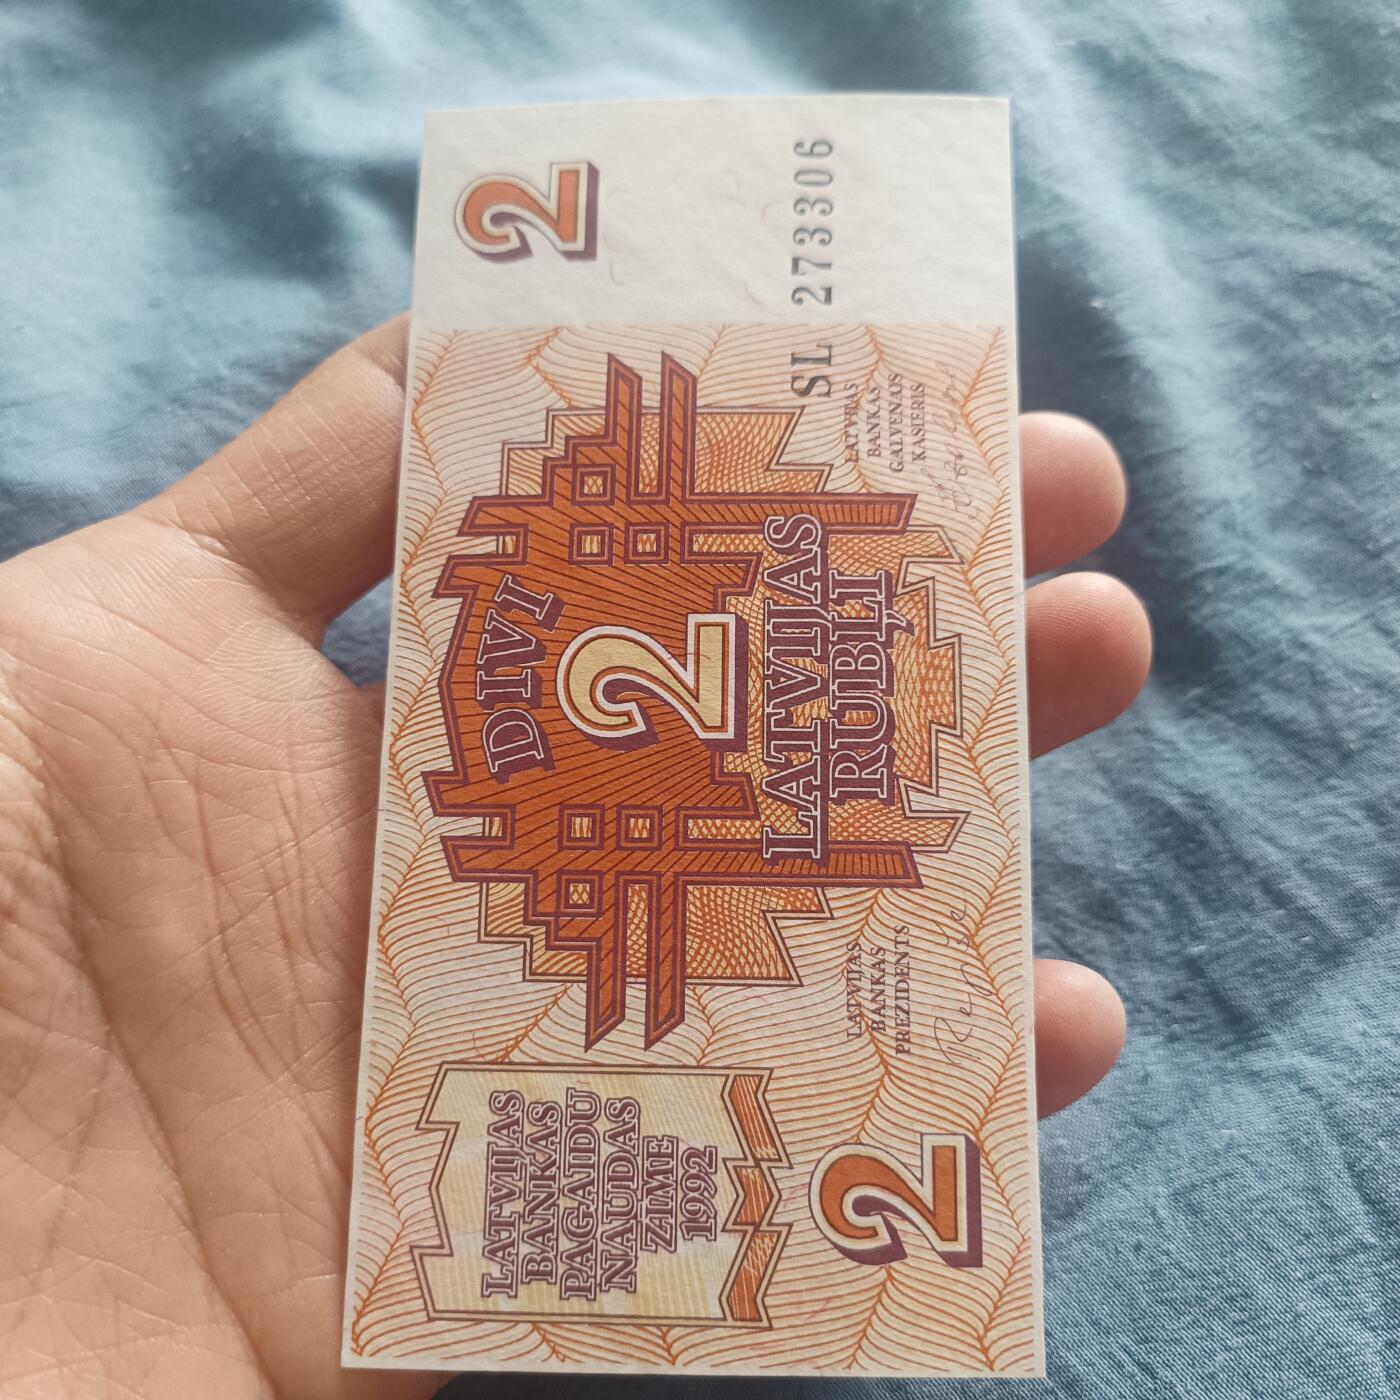 LATVIJAS
BANKAS
PAGAIDU
NAUDAS
ZIME
1992
2
DIVI
2
LATVIJAS
RUBĻI
LATVIJAS
BANKAS
PREZIDENTS
LATVIJAS
BANKAS
GALVENAIS
KASIERIS
SL 273306
2